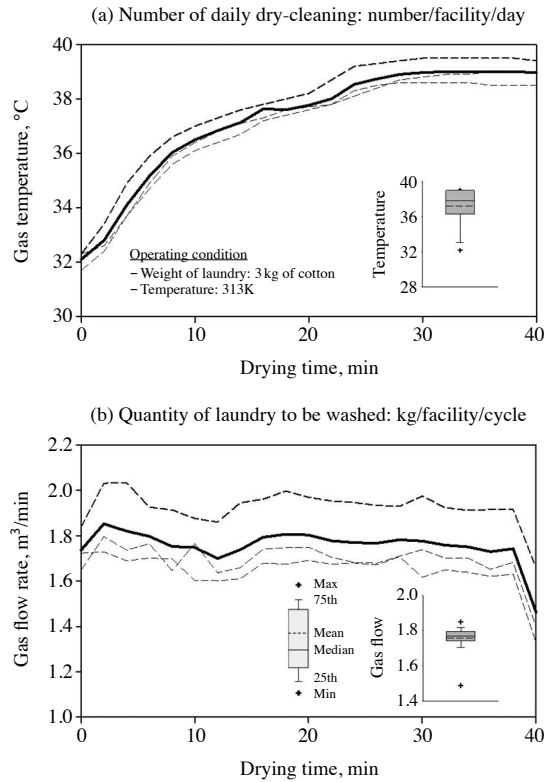 (a) Number of daily dry-cleaning: number/facility/day
40
38
36
34
32
30
Gas temperature, °C
Operating condition
– Weight of laundry: 3 kg of cotton
– Temperature: 313K
40
36
32
28
Temperature
0
10
20
30
40
Drying time, min
(b) Quantity of laundry to be washed: kg/facility/cycle
2.2
2.0
1.8
1.6
1.4
1.2
1.0
Gas flow rate, m³/min
Max
75th
Mean
Median
25th
Min
2.0
1.8
1.6
1.4
Gas flow
0
10
20
30
40
Drying time, min